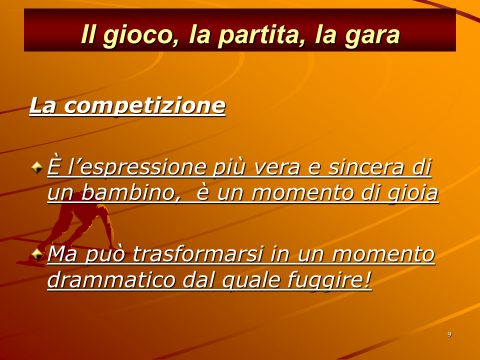 Il gioco, la partita, la gara
La competizione
È l'espressione più vera e sincera di
un bambino,  è un momento di gioia
Ma può trasformarsi in un momento
drammatico dal quale fuggire!
9